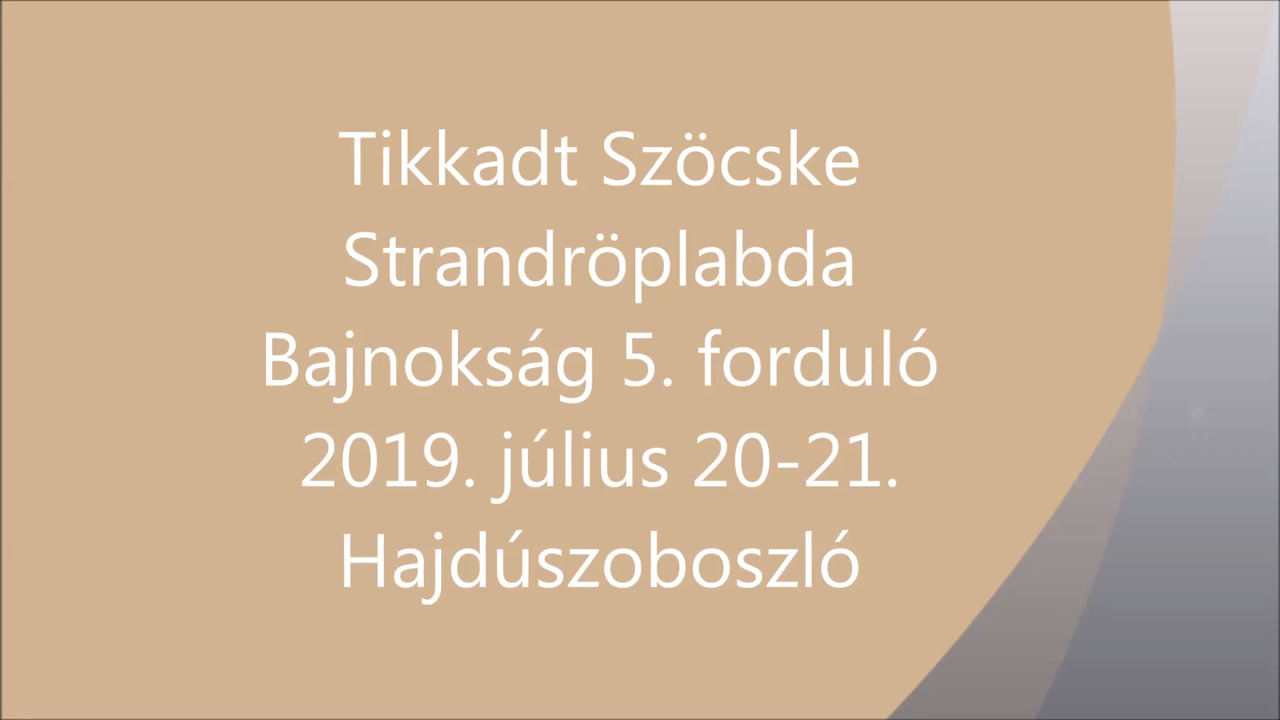 Tikkadt Szöcske
Strandröplabda
Bajnokság 5. forduló
2019. július 20-21.
Hajdúszoboszló